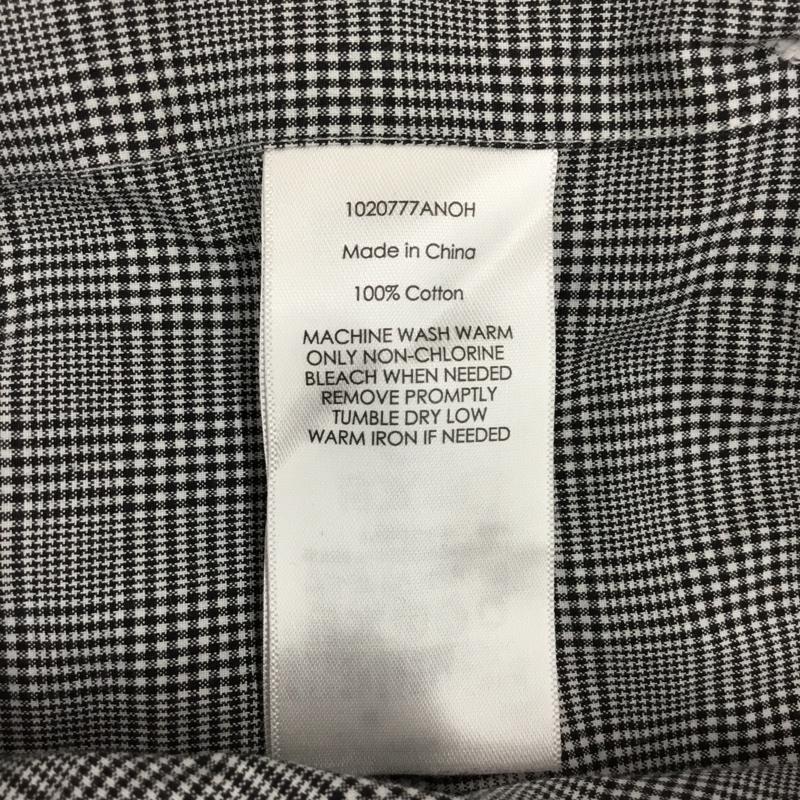 1020777ANOH
Made in China
100% Cotton
MACHINE WASH WARM
ONLY NON-CHLORINE
BLEACH WHEN NEEDED
REMOVE PROMPTLY
TUMBLE DRY LOW
WARM IRON IF NEEDED